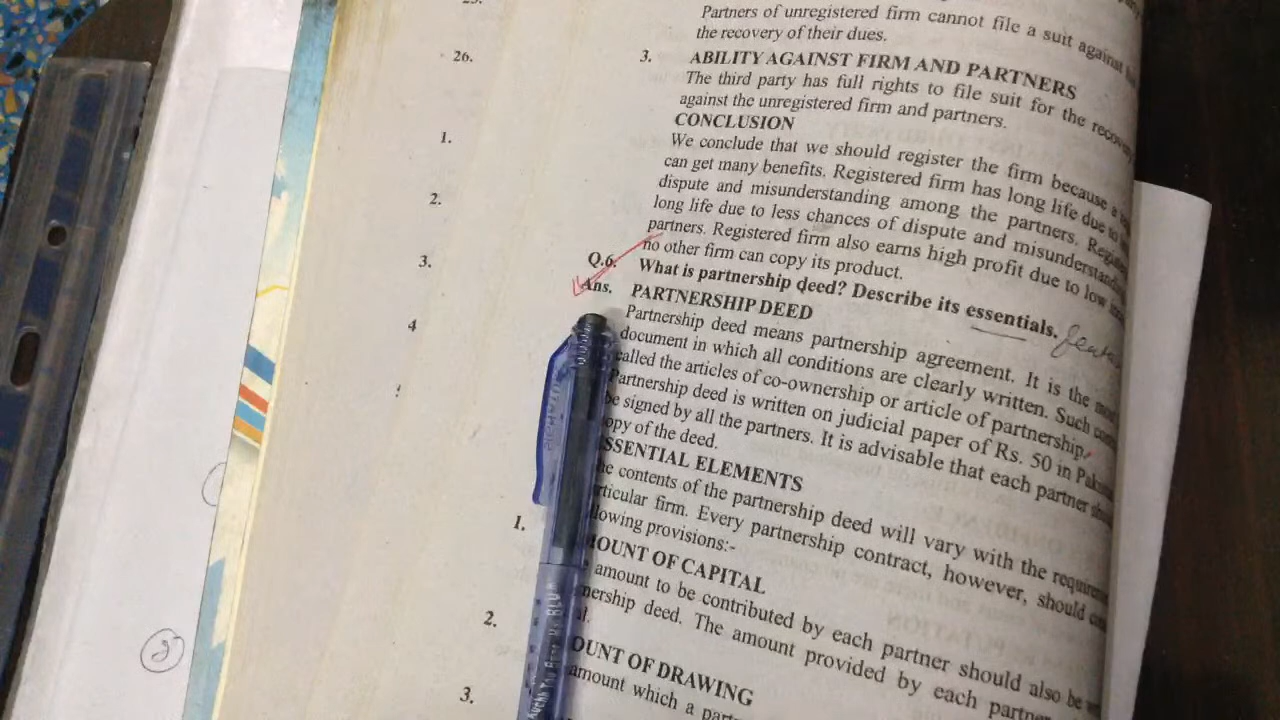 25.
Partners of unregistered firm cannot file a suit against
the recovery of their dues.
26.
3. ABILITY AGAINST FIRM AND PARTNERS
The third party has full rights to file suit for the
against the unregistered firm and partners.
CONCLUSION
1.
We conclude that we should register the firm because a
can get many benefits. Registered firm has long life due to
2.
dispute and misunderstanding among the partners.
long life due to less chances of dispute and misunderstanding
partners. Registered firm also earns high profit due to low
no other firm can copy its product.
3.
Q.6. What is partnership deed? Describe its essentials.
Ans. PARTNERSHIP DEED
4
Partnership deed means partnership agreement. It is the
document in which all conditions are clearly written. Such
called the articles of co-ownership or article of partnership.
Partnership deed is written on judicial paper of Rs. 50 in
be signed by all the partners. It is advisable that each partner
opy of the deed.
SSENTIAL ELEMENTS
he contents of the partnership deed will vary with the
rticular firm. Every partnership contract, however, should
llowing provisions:-
1. MOUNT OF CAPITAL
amount to be contributed by each partner should also be
nership deed. The amount provided by each
2. OUNT OF DRAWING
amount which a
3.
2